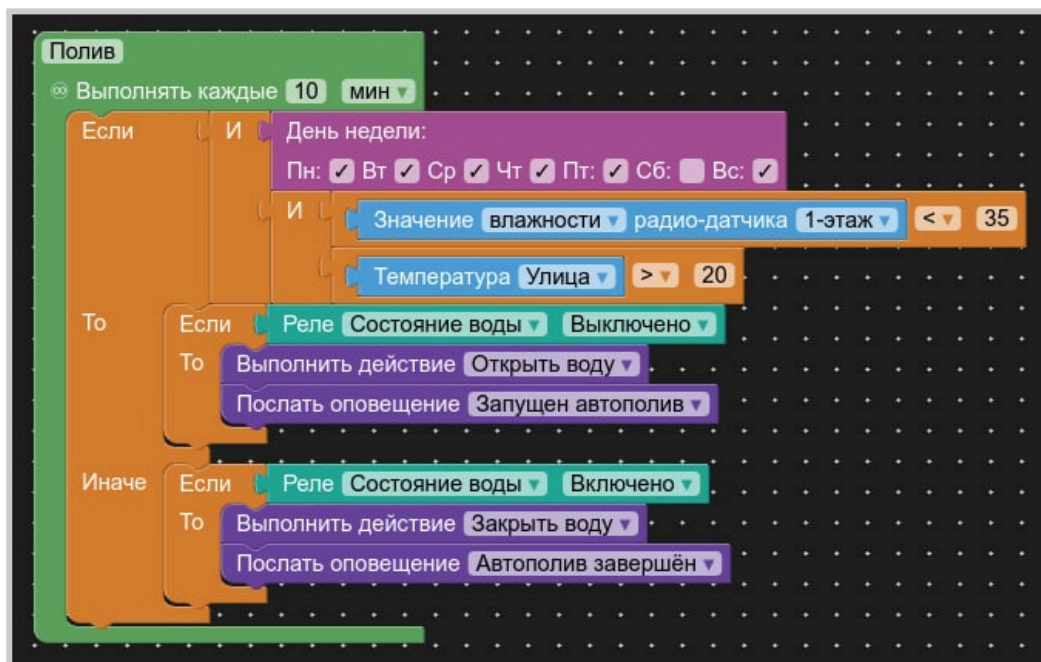 Полив
Выполнять каждые 10 мин
Если И День недели:
Пн: Вт Ср Чт Пт: Сб: Вс:
И Значение влажности радио-датчика 1-этаж < 35
Температура Улица > 20
То Если Реле Состояние воды Выключено
То Выполнить действие Открыть воду
Послать оповещение Запущен автополив
Иначе Если Реле Состояние воды Включено
То Выполнить действие Закрыть воду
Послать оповещение Автополив завершён